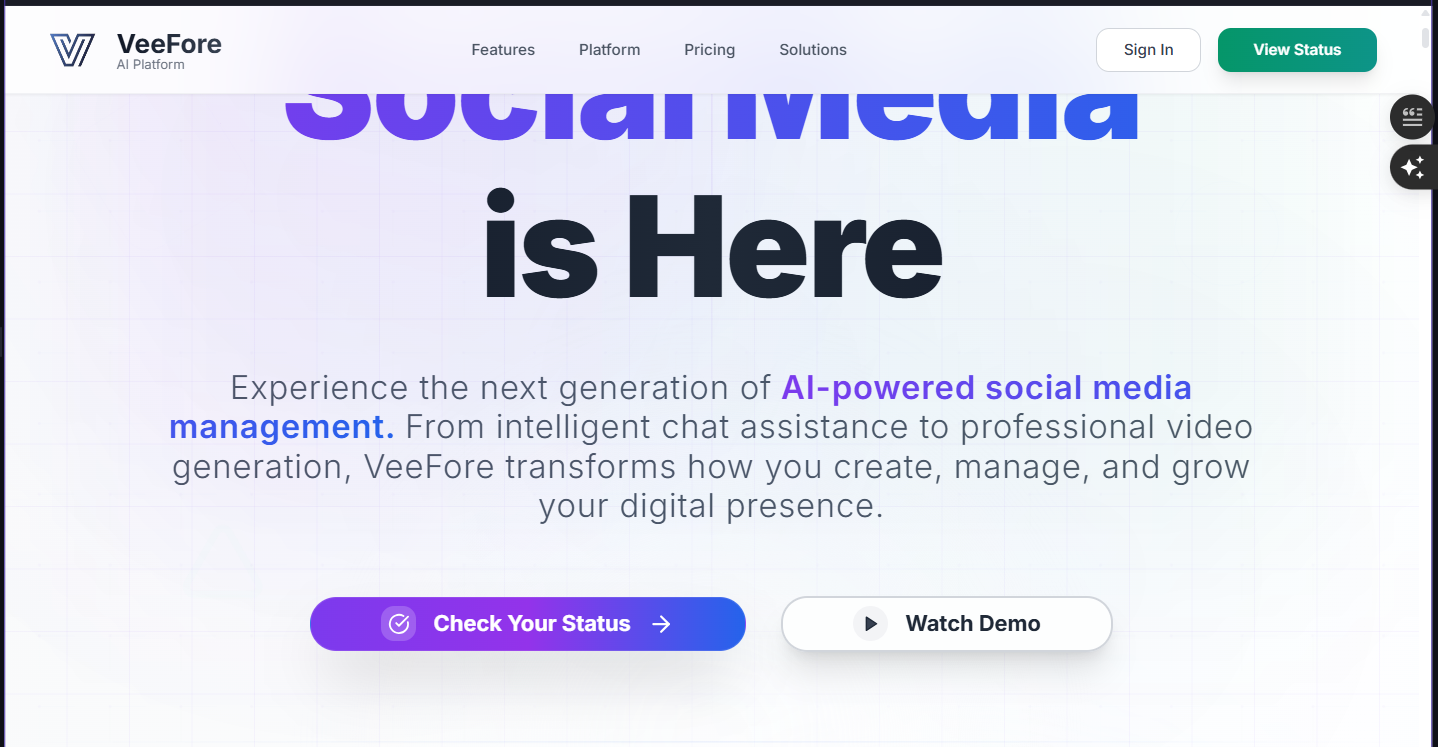 VeeFore
AI Platform
Features
Platform
Pricing
Solutions
Sign In
View Status
Social Media
is Here
Experience the next generation of AI-powered social media
management. From intelligent chat assistance to professional video
generation, VeeFore transforms how you create, manage, and grow
your digital presence.
Check Your Status
Watch Demo